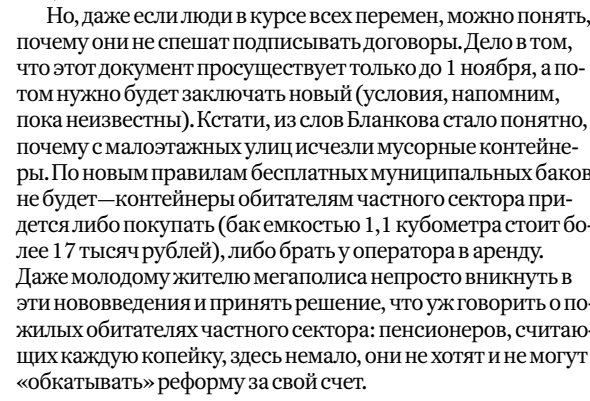 Но, даже если люди в курсе всех перемен, можно понять,
почему они не спешат подписывать договоры. Дело в том,
что этот документ просуществует только до 1 ноября, а по-
том нужно будет заключать новый (условия, напомним,
пока неизвестны). Кстати, из слов Бланкова стало понятно,
почему с малоэтажных улиц исчезли мусорные контейне-
ры. По новым правилам бесплатных муниципальных баков
не будет—контейнеры обитателям частного сектора при-
дется либо покупать (бак емкостью 1,1 кубометра стоит бо-
лее 17 тысяч рублей), либо брать у оператора в аренду.
Даже молодому жителю мегаполиса непросто вникнуть в
эти нововведения и принять решение, что уж говорить о по-
жилых обитателях частного сектора: пенсионеров, считаю-
щих каждую копейку, здесь немало, они не хотят и не могут
«обкатывать» реформу за свой счет.